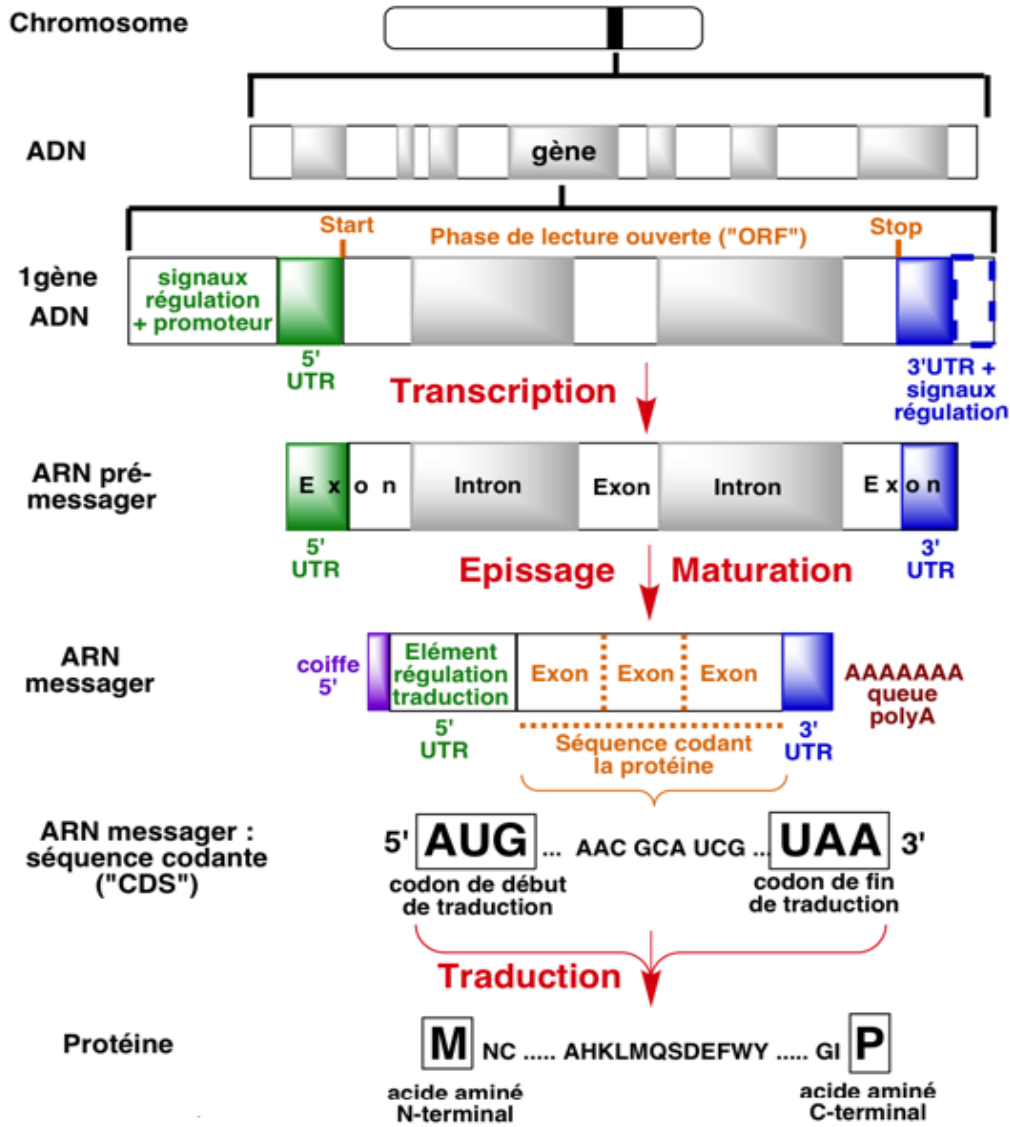 Chromosome
ADN
gène
Start
Phase de lecture ouverte ("ORF")
Stop
1gène
ADN
signaux
régulation
+ promoteur
5'
UTR
3'UTR +
signaux
régulation
Transcription
ARN pré-
messager
Exon
Intron
Exon
Intron
Exon
5'
UTR
3'
UTR
Epissage
Maturation
ARN
messager
coiffe
5'
Elément
régulation
traduction
Exon
Exon
Exon
AAAAAAA
queue
polyA
5'
UTR
3'
UTR
Séquence codant
la protéine
ARN messager :
séquence codante
("CDS")
5' AUG ... AAC GCA UCG ... UAA 3'
codon de début
de traduction
codon de fin
de traduction
Traduction
Protéine
M NC ..... AHKLMQSDEFWY ..... GI P
acide aminé
N-terminal
acide aminé
C-terminal